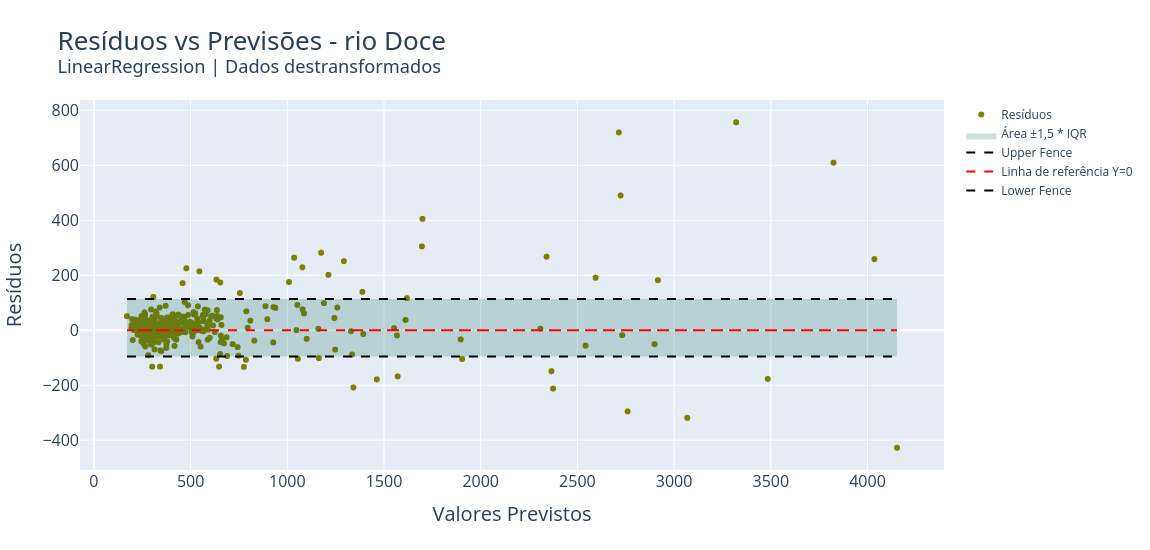 Resíduos vs Previsões - rio Doce
LinearRegression | Dados destransformados
Resíduos
800
600
400
200
0
−200
−400
0
500
1000
1500
2000
2500
3000
3500
4000
Valores Previstos
Resíduos
Área ±1,5 * IQR
Upper Fence
Linha de referência Y=0
Lower Fence